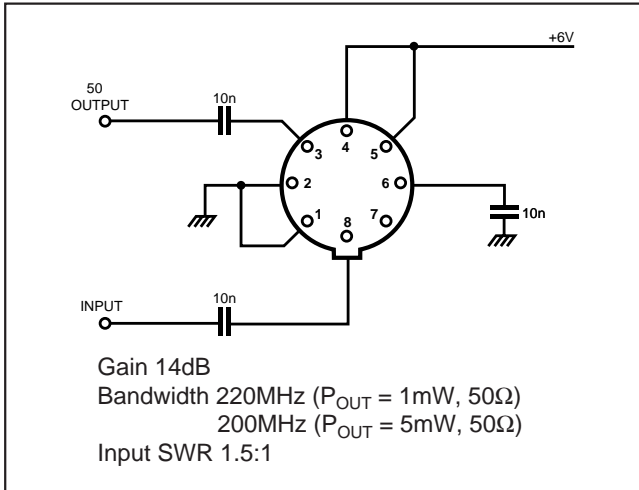 +6V
50
OUTPUT
10n
4
3
5
2
6
1
7
8
10n
INPUT
10n
Gain 14dB
Bandwidth 220MHz (POUT = 1mW, 50Ω)
200MHz (POUT = 5mW, 50Ω)
Input SWR 1.5:1